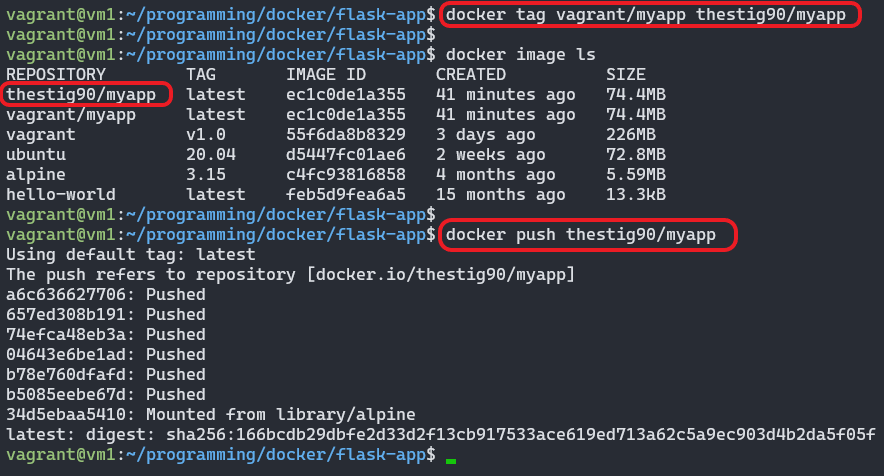 vagrant@vm1:~/programming/docker/flask-app$ docker tag vagrant/myapp thestig90/myapp
vagrant@vm1:~/programming/docker/flask-app$
vagrant@vm1:~/programming/docker/flask-app$ docker image ls
REPOSITORY        TAG       IMAGE ID       CREATED          SIZE
thestig90/myapp   latest    ec1c0de1a355   41 minutes ago   74.4MB
vagrant/myapp     latest    ec1c0de1a355   41 minutes ago   74.4MB
vagrant           v1.0      55f6da8b8329   3 days ago       226MB
ubuntu            20.04     d5447fc01ae6   2 weeks ago      72.8MB
alpine            3.15      c4fc93816858   4 months ago     5.59MB
hello-world       latest    feb5d9fea6a5   15 months ago    13.3kB
vagrant@vm1:~/programming/docker/flask-app$
vagrant@vm1:~/programming/docker/flask-app$ docker push thestig90/myapp
Using default tag: latest
The push refers to repository [docker.io/thestig90/myapp]
a6c636627706: Pushed
657ed308b191: Pushed
74efca48eb3a: Pushed
04643e6be1ad: Pushed
b78e760dfafd: Pushed
b5085eebe67d: Pushed
34d5ebaa5410: Mounted from library/alpine
latest: digest: sha256:166bcdb29dbfe2d33d2f13cb917533ace619ed713a62c5a9ec903d4b2da5f05f
vagrant@vm1:~/programming/docker/flask-app$